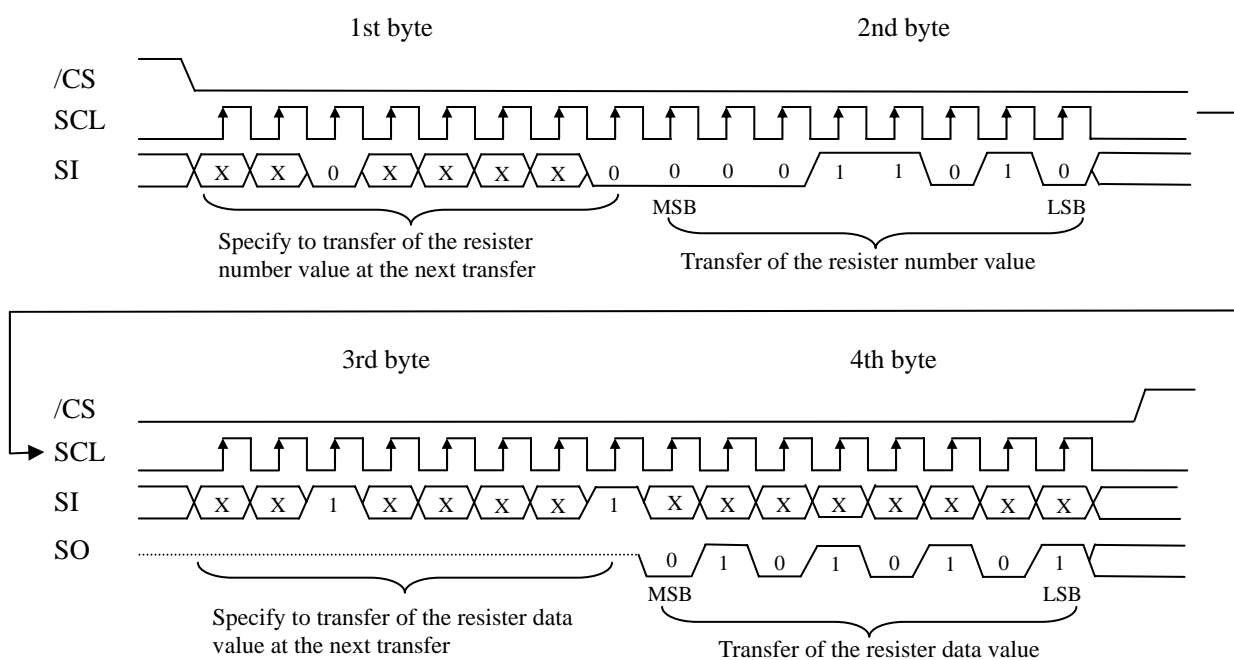 1st byte 2nd byte
/CS
SCL
SI X X 0 X X X X 0 0 0 0 1 1 0 1 0
MSB LSB
Specify to transfer of the resister
number value at the next transfer
Transfer of the resister number value
3rd byte 4th byte
/CS
SCL
SI X X 1 X X X X 1 X X X X X X X X
SO 0 1 0 1 0 1 0 1
MSB LSB
Specify to transfer of the resister data
value at the next transfer
Transfer of the resister data value